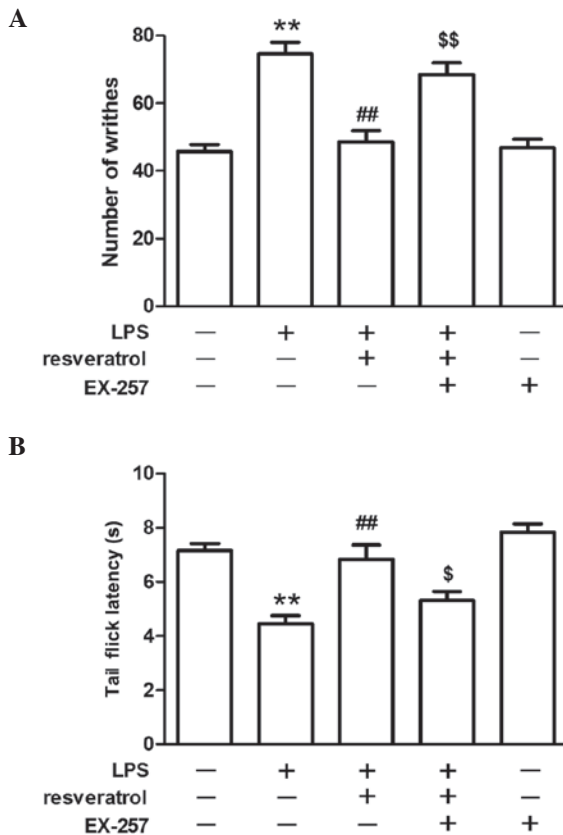 A
80
60
40
20
0
Number of writhes
**
##
$$
LPS — + + + —
resveratrol — — + + —
EX-257 — — — + +
B
10
8
6
4
2
0
Tail flick latency (s)
**
##
$
LPS — + + + —
resveratrol — — + + —
EX-257 — — — + +